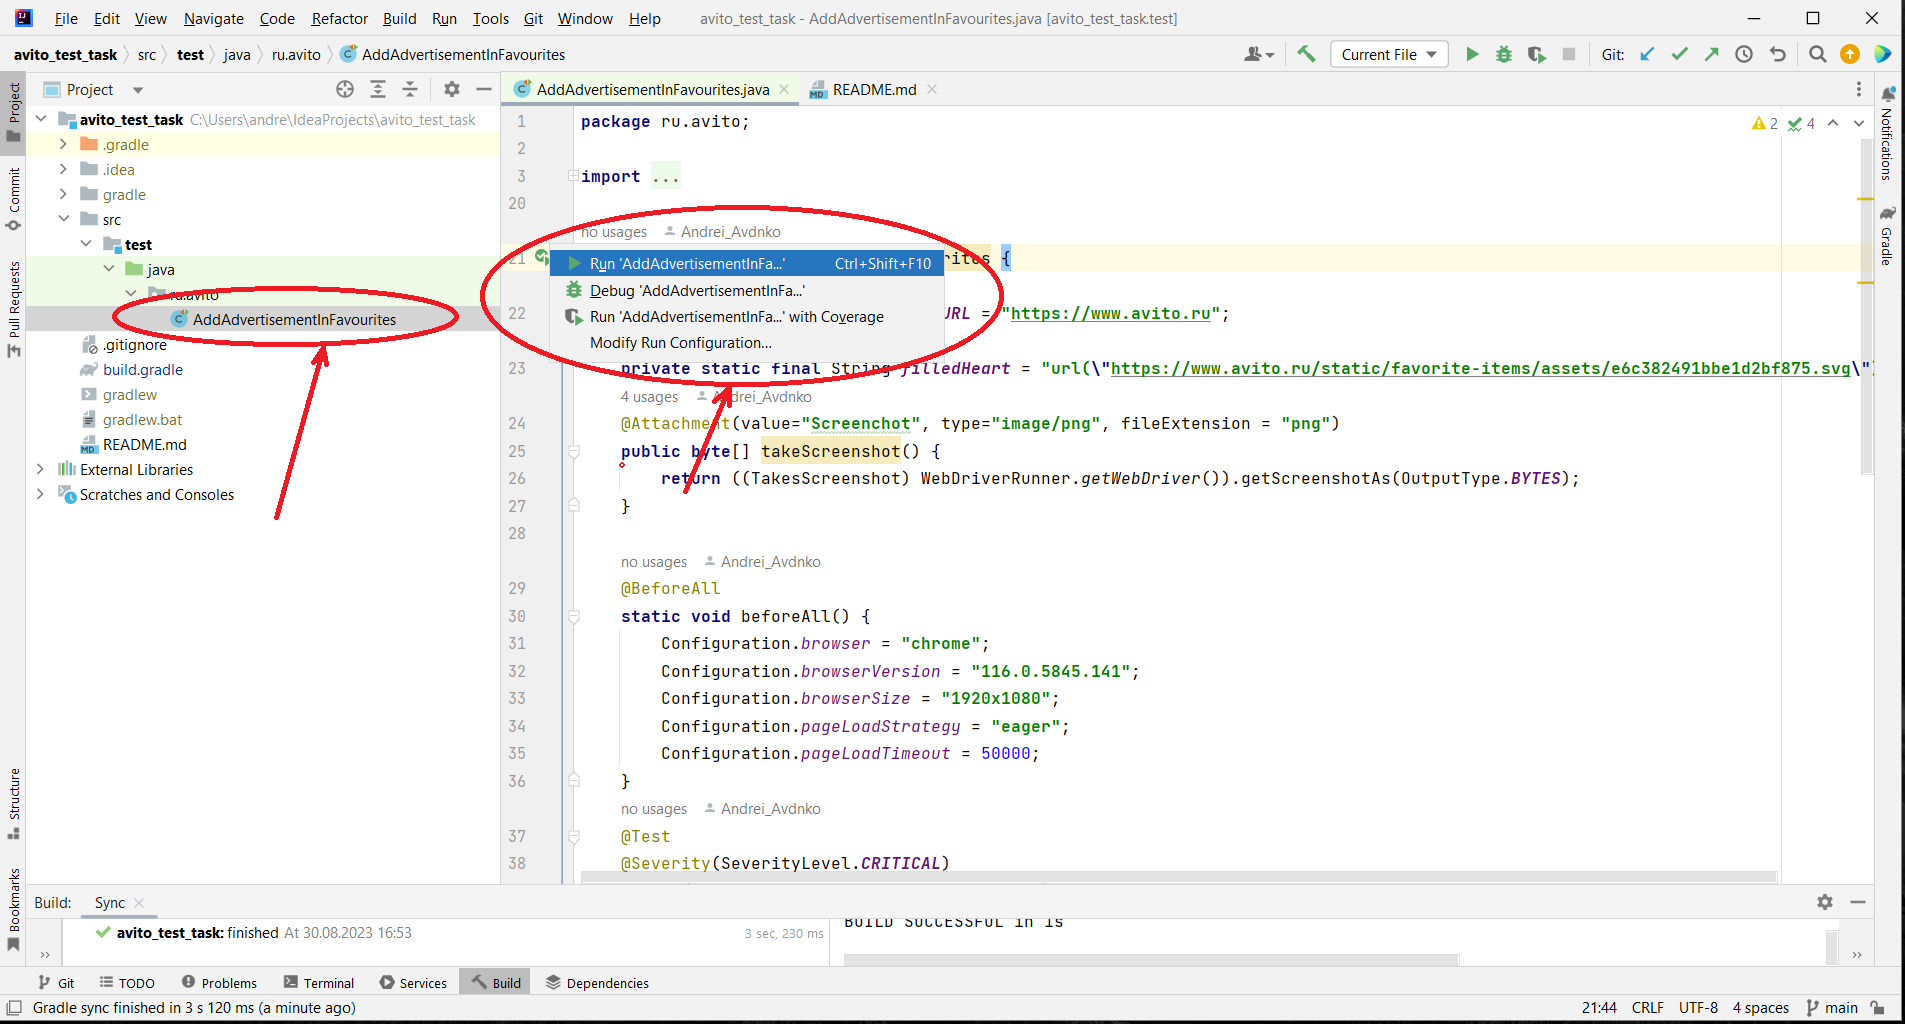 File Edit View Navigate Code Refactor Build Run Tools Git Window Help avito_test_task - AddAdvertisementInFavourites.java [avito_test_task.test]
avito_test_task src test java ru.avito AddAdvertisementInFavourites Current File Git:
Project
AddAdvertisementInFavourites.java README.md
Project
Commit
Pull Requests
Structure
Bookmarks
avito_test_task C:\Users\andre\IdeaProjects\avito_test_task
.gradle
.idea
gradle
src
test
java
ru.avito
AddAdvertisementInFavourites
.gitignore
build.gradle
gradlew
gradlew.bat
README.md
External Libraries
Scratches and Consoles
2 4
1 package ru.avito;
2
3 import ...
20
no usages Andrei_Avdnko
21 rites {
Run 'AddAdvertisementInFa...' Ctrl+Shift+F10
Debug 'AddAdvertisementInFa...'
Run 'AddAdvertisementInFa...' with Coverage
Modify Run Configuration...
22 URL = "https://www.avito.ru";
23 private static final String filledHeart = "url(\"https://www.avito.ru/static/favorite-items/assets/e6c382491bbe1d2bf875.svg\"
4 usages Andrei_Avdnko
24 @Attachment(value="Screenchot", type="image/png", fileExtension = "png")
25 public byte[] takeScreenshot() {
26 return ((TakesScreenshot) WebDriverRunner.getWebDriver()).getScreenshotAs(OutputType.BYTES);
27 }
28
no usages Andrei_Avdnko
29 @BeforeAll
30 static void beforeAll() {
31 Configuration.browser = "chrome";
32 Configuration.browserVersion = "116.0.5845.141";
33 Configuration.browserSize = "1920x1080";
34 Configuration.pageLoadStrategy = "eager";
35 Configuration.pageLoadTimeout = 50000;
36 }
no usages Andrei_Avdnko
37 @Test
38 @Severity(SeverityLevel.CRITICAL)
Notifications
Gradle
Build: Sync
avito_test_task: finished At 30.08.2023 16:53 3 sec, 230 ms
BUILD SUCCESSFUL in 1s
Git TODO Problems Terminal Services Build Dependencies
Gradle sync finished in 3 s 120 ms (a minute ago) 21:44 CRLF UTF-8 4 spaces main